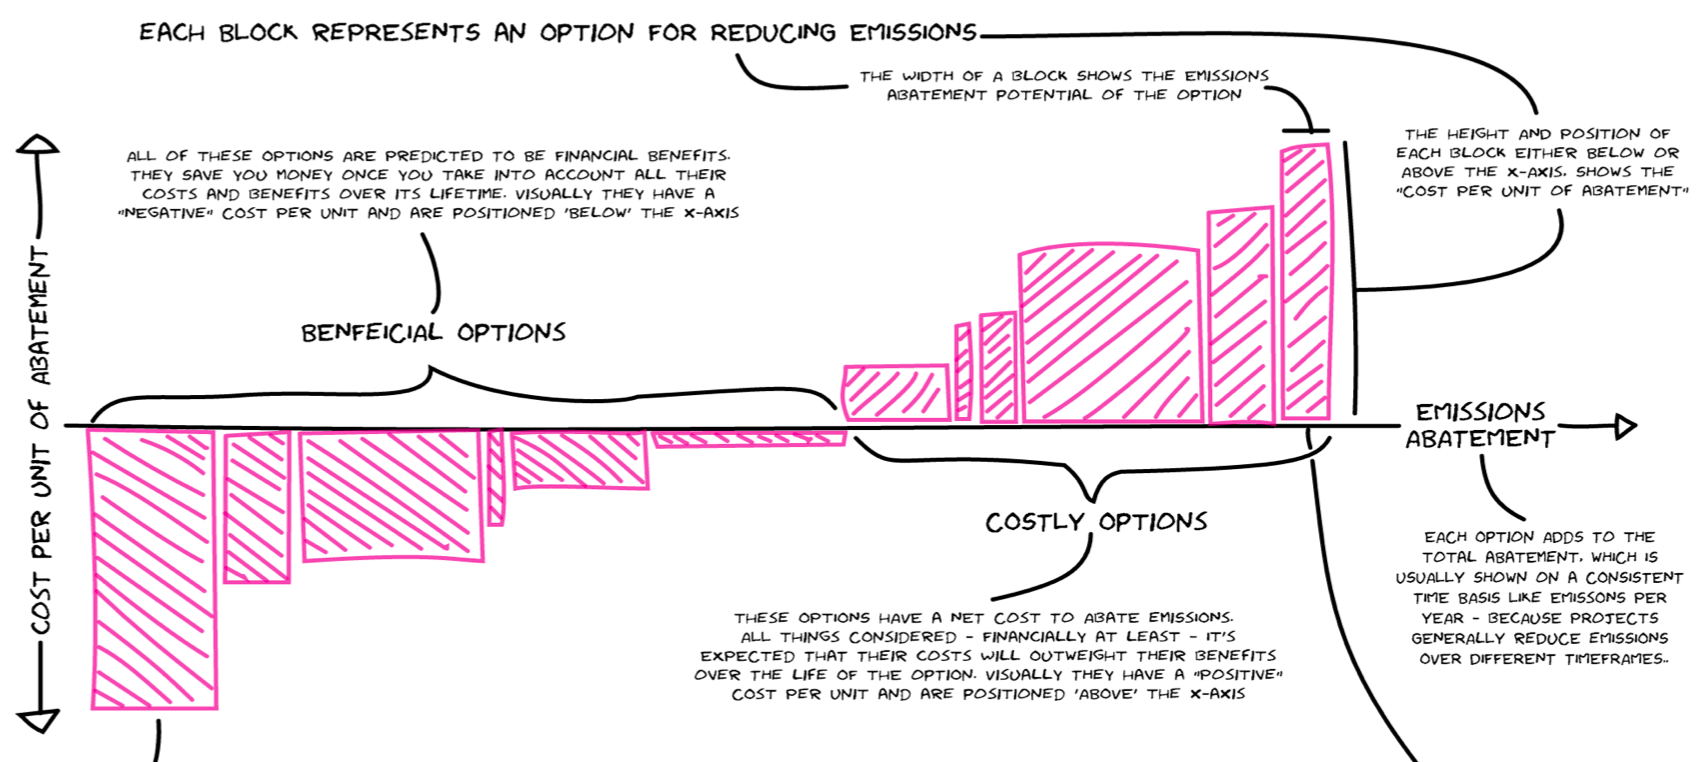 EACH BLOCK REPRESENTS AN OPTION FOR REDUCING EMISSIONS
THE WIDTH OF A BLOCK SHOWS THE EMISSIONS
ABATEMENT POTENTIAL OF THE OPTION
THE HEIGHT AND POSITION OF
EACH BLOCK EITHER BELOW OR
ABOVE THE X-AXIS. SHOWS THE
"COST PER UNIT OF ABATEMENT"
ALL OF THESE OPTIONS ARE PREDICTED TO BE FINANCIAL BENEFITS.
THEY SAVE YOU MONEY ONCE YOU TAKE INTO ACCOUNT ALL THEIR
COSTS AND BENEFITS OVER ITS LIFETIME. VISUALLY THEY HAVE A
"NEGATIVE" COST PER UNIT AND ARE POSITIONED 'BELOW' THE X-AXIS
COST PER UNIT OF ABATEMENT
BENFEICIAL OPTIONS
EMISSIONS
ABATEMENT
COSTLY OPTIONS
EACH OPTION ADDS TO THE
TOTAL ABATEMENT. WHICH IS
USUALLY SHOWN ON A CONSISTENT
TIME BASIS LIKE EMISSONS PER
YEAR - BECAUSE PROJECTS
GENERALLY REDUCE EMISSIONS
OVER DIFFERENT TIMEFRAMES..
THESE OPTIONS HAVE A NET COST TO ABATE EMISSIONS.
ALL THINGS CONSIDERED - FINANCIALLY AT LEAST - IT'S
EXPECTED THAT THEIR COSTS WILL OUTWEIGHT THEIR BENEFITS
OVER THE LIFE OF THE OPTION. VISUALLY THEY HAVE A "POSITIVE"
COST PER UNIT AND ARE POSITIONED 'ABOVE' THE X-AXIS